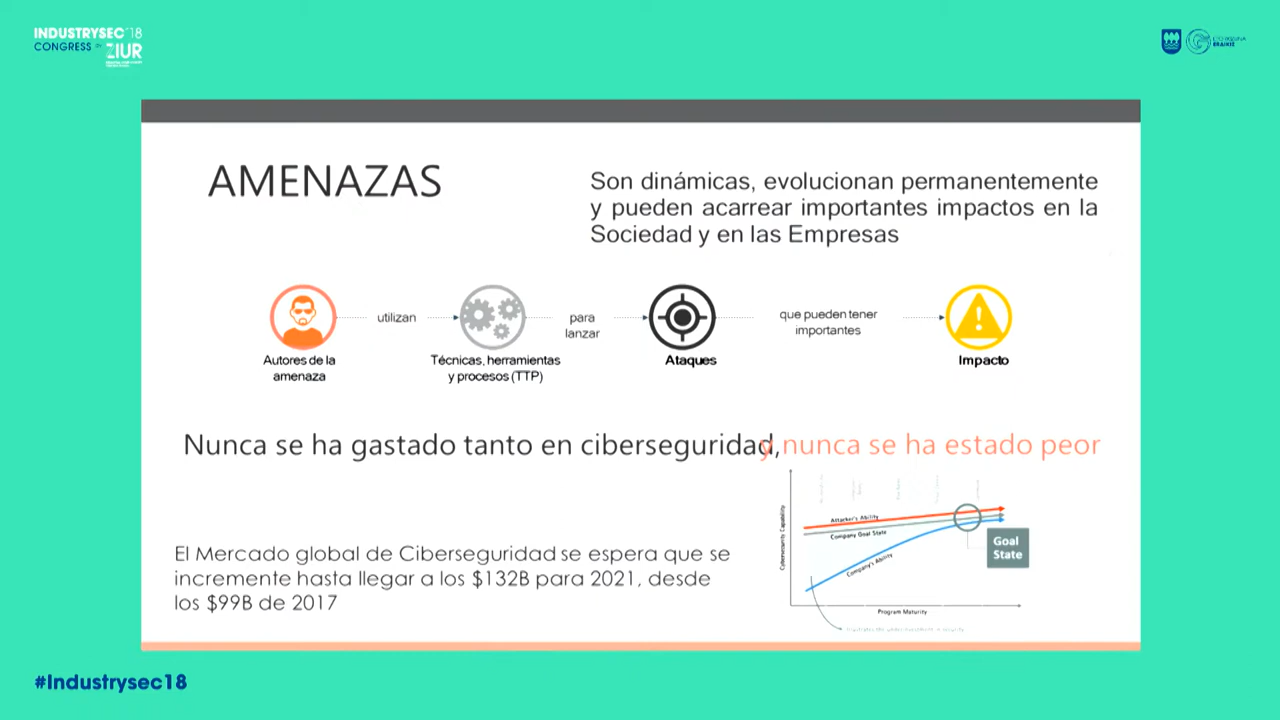 INDUSTRYSEC'18
CONGRESS BY ZIUR
AMENAZAS
Son dinámicas, evolucionan permanentemente
y pueden acarrear importantes impactos en la
Sociedad y en las Empresas
utilizan
para
lanzar
que pueden tener
importantes
Autores de la
amenaza
Técnicas, herramientas
y procesos (TTP)
Ataques
Impacto
Nunca se ha gastado tanto en ciberseguridad, y nunca se ha estado peor
El Mercado global de Ciberseguridad se espera que se
incremente hasta llegar a los $132B para 2021, desde
los $99B de 2017
Attacker's Ability
Company Goal State
Company's Ability
Goal
State
Program Maturity
#Industrysec18